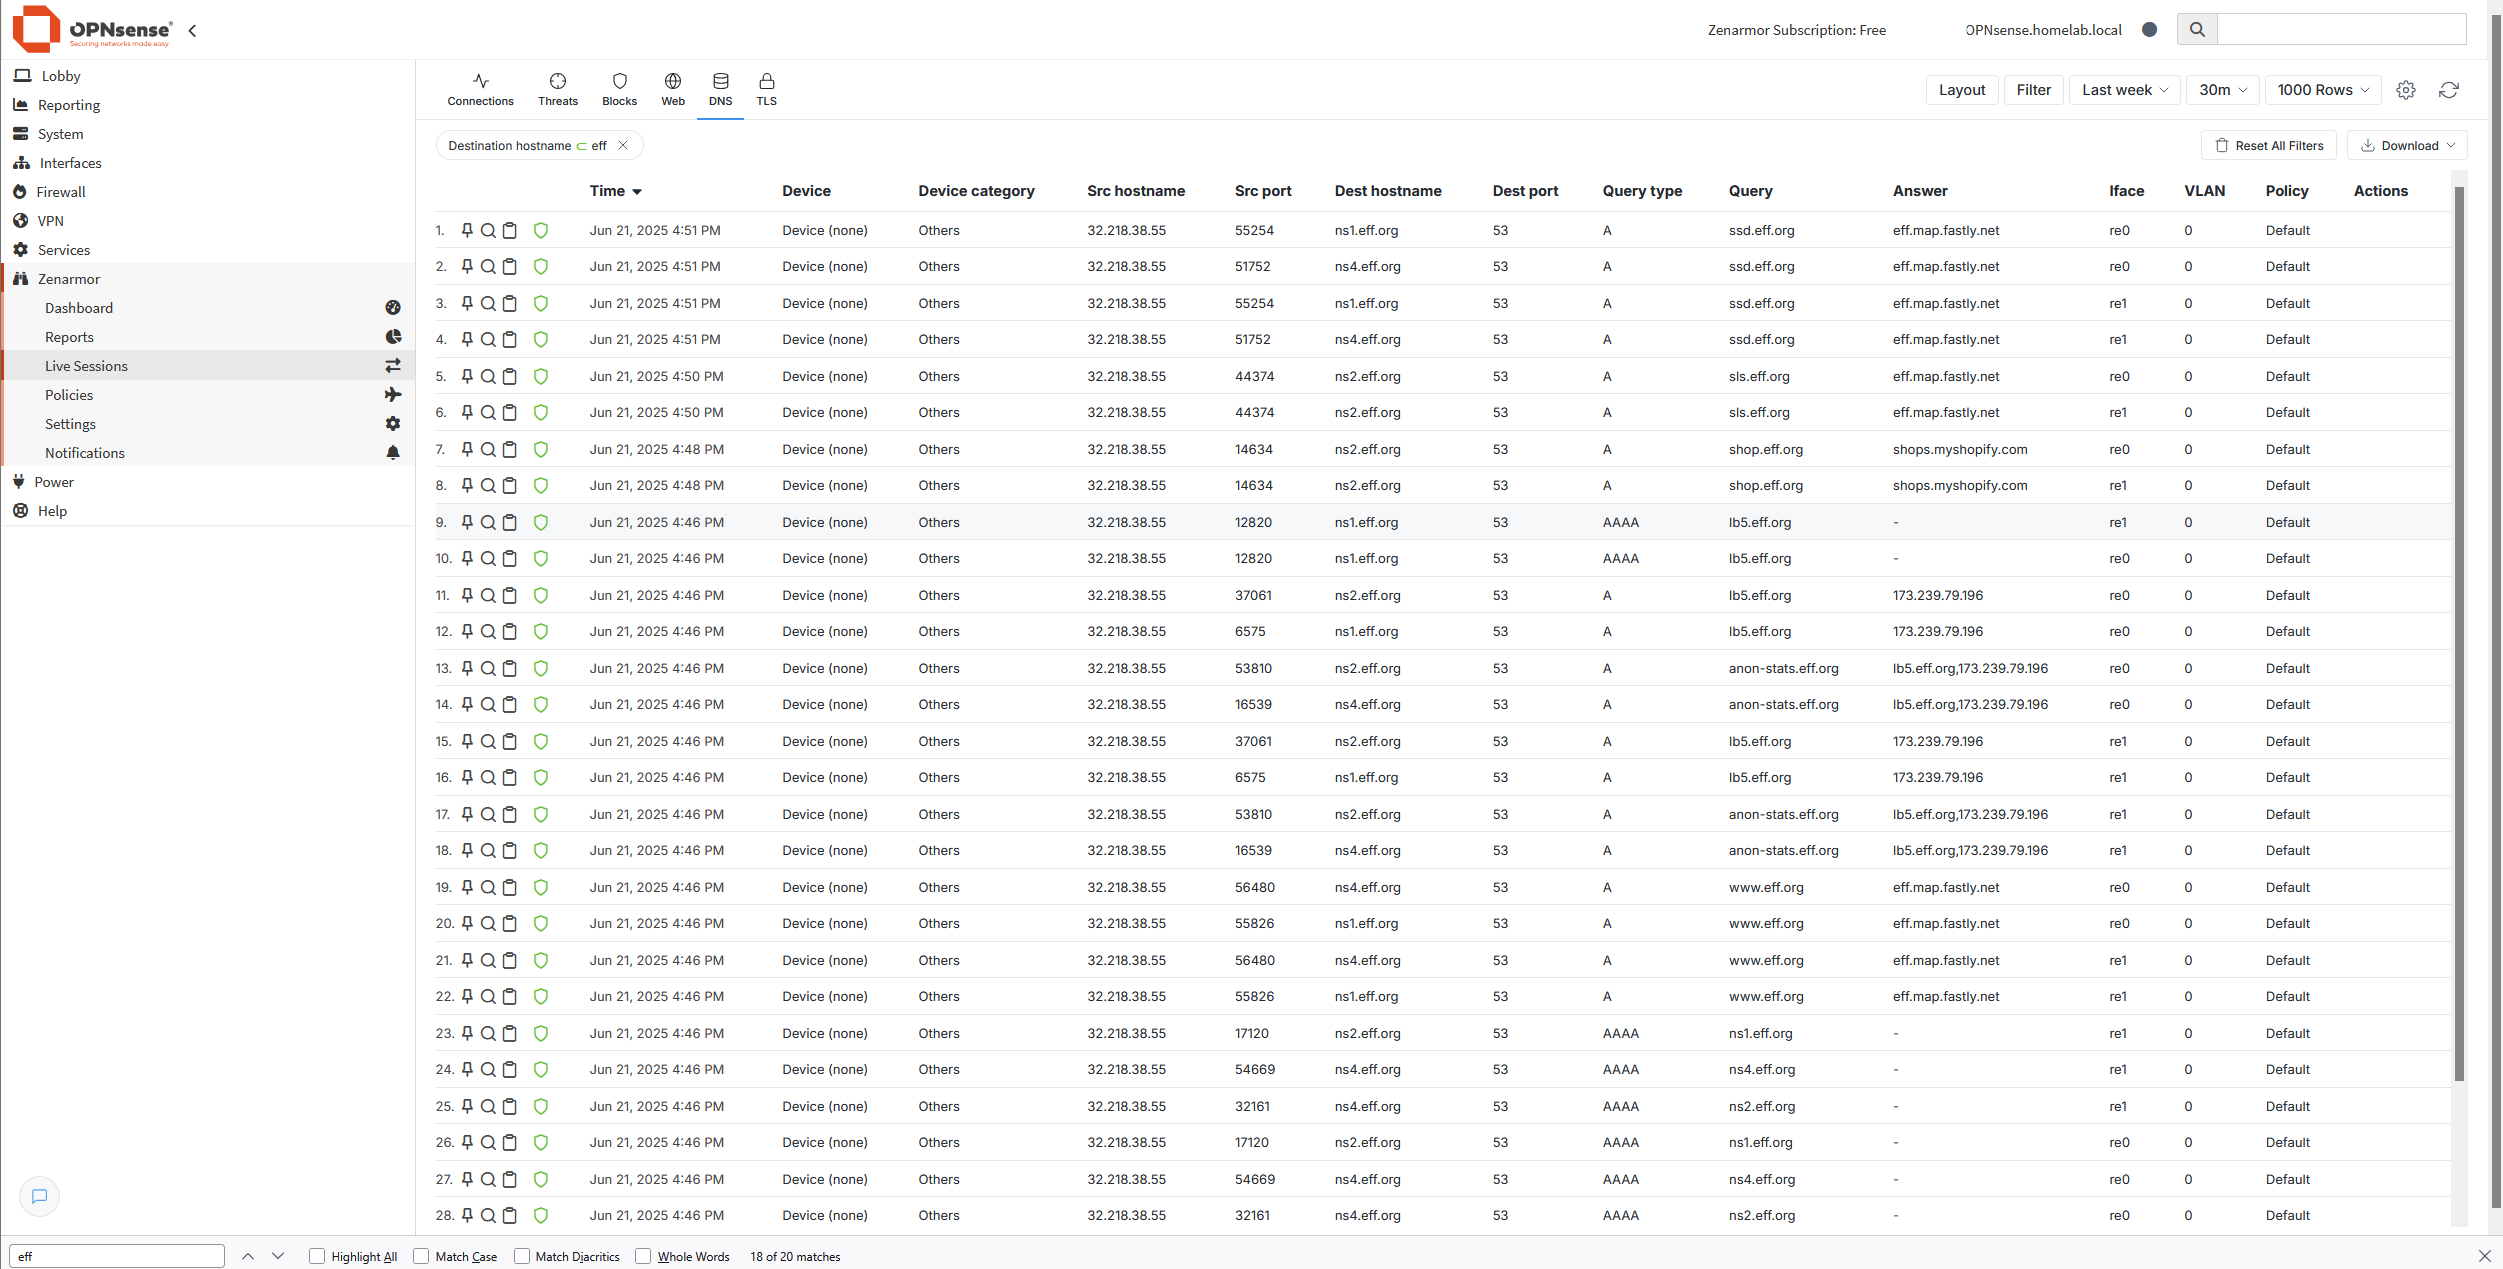 OPNsense®
Securing networks made easy
Zenarmor Subscription: Free
OPNsense.homelab.local
Lobby
Reporting
System
Interfaces
Firewall
VPN
Services
Zenarmor
Dashboard
Reports
Live Sessions
Policies
Settings
Notifications
Power
Help
Connections Threats Blocks Web DNS TLS
Layout Filter Last week 30m 1000 Rows
Destination hostname ⊂ eff
Reset All Filters Download
Time Device Device category Src hostname Src port Dest hostname Dest port Query type Query Answer Iface VLAN Policy Actions
1. Jun 21, 2025 4:51 PM Device (none) Others 32.218.38.55 55254 ns1.eff.org 53 A ssd.eff.org eff.map.fastly.net re0 0 Default
2. Jun 21, 2025 4:51 PM Device (none) Others 32.218.38.55 51752 ns4.eff.org 53 A ssd.eff.org eff.map.fastly.net re0 0 Default
3. Jun 21, 2025 4:51 PM Device (none) Others 32.218.38.55 55254 ns1.eff.org 53 A ssd.eff.org eff.map.fastly.net re1 0 Default
4. Jun 21, 2025 4:51 PM Device (none) Others 32.218.38.55 51752 ns4.eff.org 53 A ssd.eff.org eff.map.fastly.net re1 0 Default
5. Jun 21, 2025 4:50 PM Device (none) Others 32.218.38.55 44374 ns2.eff.org 53 A sls.eff.org eff.map.fastly.net re0 0 Default
6. Jun 21, 2025 4:50 PM Device (none) Others 32.218.38.55 44374 ns2.eff.org 53 A sls.eff.org eff.map.fastly.net re1 0 Default
7. Jun 21, 2025 4:48 PM Device (none) Others 32.218.38.55 14634 ns2.eff.org 53 A shop.eff.org shops.myshopify.com re0 0 Default
8. Jun 21, 2025 4:48 PM Device (none) Others 32.218.38.55 14634 ns2.eff.org 53 A shop.eff.org shops.myshopify.com re1 0 Default
9. Jun 21, 2025 4:46 PM Device (none) Others 32.218.38.55 12820 ns1.eff.org 53 AAAA lb5.eff.org - re1 0 Default
10. Jun 21, 2025 4:46 PM Device (none) Others 32.218.38.55 12820 ns1.eff.org 53 AAAA lb5.eff.org - re0 0 Default
11. Jun 21, 2025 4:46 PM Device (none) Others 32.218.38.55 37061 ns2.eff.org 53 A lb5.eff.org 173.239.79.196 re0 0 Default
12. Jun 21, 2025 4:46 PM Device (none) Others 32.218.38.55 6575 ns1.eff.org 53 A lb5.eff.org 173.239.79.196 re0 0 Default
13. Jun 21, 2025 4:46 PM Device (none) Others 32.218.38.55 53810 ns2.eff.org 53 A anon-stats.eff.org lb5.eff.org,173.239.79.196 re0 0 Default
14. Jun 21, 2025 4:46 PM Device (none) Others 32.218.38.55 16539 ns4.eff.org 53 A anon-stats.eff.org lb5.eff.org,173.239.79.196 re0 0 Default
15. Jun 21, 2025 4:46 PM Device (none) Others 32.218.38.55 37061 ns2.eff.org 53 A lb5.eff.org 173.239.79.196 re1 0 Default
16. Jun 21, 2025 4:46 PM Device (none) Others 32.218.38.55 6575 ns1.eff.org 53 A lb5.eff.org 173.239.79.196 re1 0 Default
17. Jun 21, 2025 4:46 PM Device (none) Others 32.218.38.55 53810 ns2.eff.org 53 A anon-stats.eff.org lb5.eff.org,173.239.79.196 re1 0 Default
18. Jun 21, 2025 4:46 PM Device (none) Others 32.218.38.55 16539 ns4.eff.org 53 A anon-stats.eff.org lb5.eff.org,173.239.79.196 re1 0 Default
19. Jun 21, 2025 4:46 PM Device (none) Others 32.218.38.55 56480 ns4.eff.org 53 A www.eff.org eff.map.fastly.net re0 0 Default
20. Jun 21, 2025 4:46 PM Device (none) Others 32.218.38.55 55826 ns1.eff.org 53 A www.eff.org eff.map.fastly.net re0 0 Default
21. Jun 21, 2025 4:46 PM Device (none) Others 32.218.38.55 56480 ns4.eff.org 53 A www.eff.org eff.map.fastly.net re1 0 Default
22. Jun 21, 2025 4:46 PM Device (none) Others 32.218.38.55 55826 ns1.eff.org 53 A www.eff.org eff.map.fastly.net re1 0 Default
23. Jun 21, 2025 4:46 PM Device (none) Others 32.218.38.55 17120 ns2.eff.org 53 AAAA ns1.eff.org - re1 0 Default
24. Jun 21, 2025 4:46 PM Device (none) Others 32.218.38.55 54669 ns4.eff.org 53 AAAA ns4.eff.org - re1 0 Default
25. Jun 21, 2025 4:46 PM Device (none) Others 32.218.38.55 32161 ns4.eff.org 53 AAAA ns2.eff.org - re1 0 Default
26. Jun 21, 2025 4:46 PM Device (none) Others 32.218.38.55 17120 ns2.eff.org 53 AAAA ns1.eff.org - re0 0 Default
27. Jun 21, 2025 4:46 PM Device (none) Others 32.218.38.55 54669 ns4.eff.org 53 AAAA ns4.eff.org - re0 0 Default
28. Jun 21, 2025 4:46 PM Device (none) Others 32.218.38.55 32161 ns4.eff.org 53 AAAA ns2.eff.org - re0 0 Default
eff Highlight All Match Case Match Diacritics Whole Words 18 of 20 matches